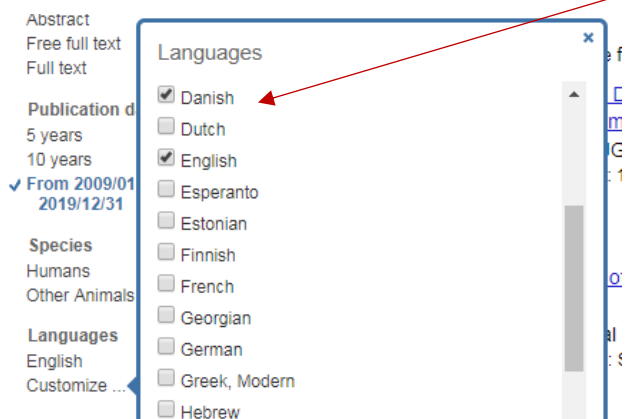 Abstract
Free full text
Full text
Publication d
5 years
10 years
From 2009/01
2019/12/31
Species
Humans
Other Animals
Languages
English
Customize ...
Languages
Danish
Dutch
English
Esperanto
Estonian
Finnish
French
Georgian
German
Greek, Modern
Hebrew